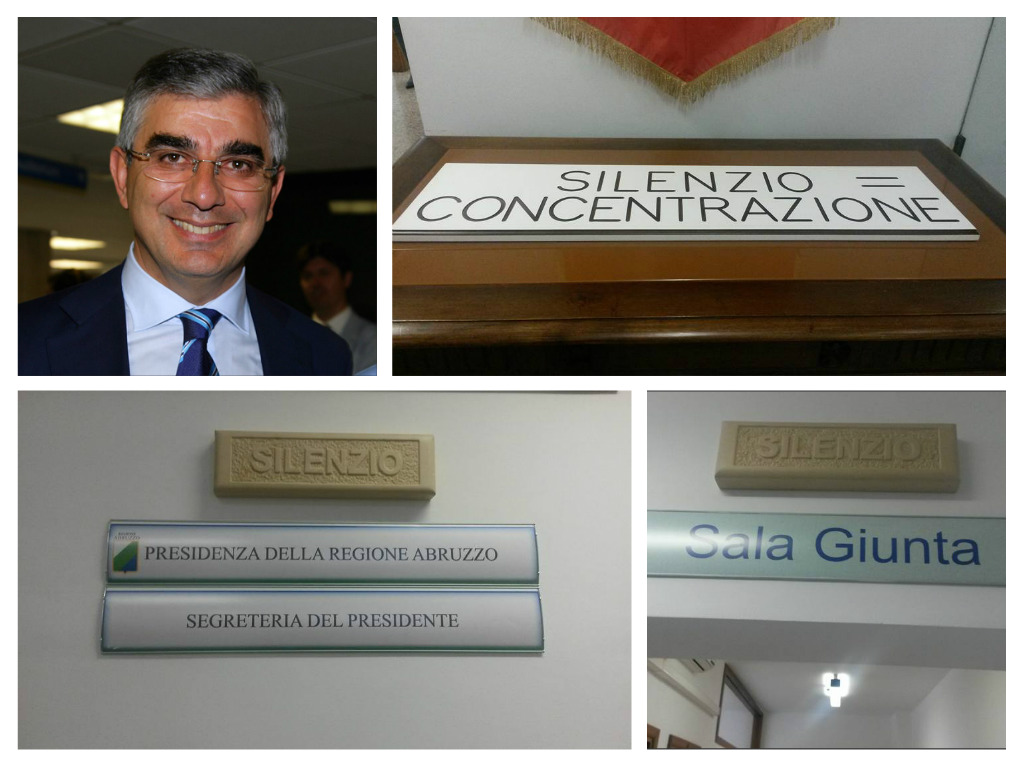 SILENZIO =
CONCENTRAZIONE
SILENZIO
PRESIDENZA DELLA REGIONE ABRUZZO
SEGRETERIA DEL PRESIDENTE
SILENZIO
Sala Giunta